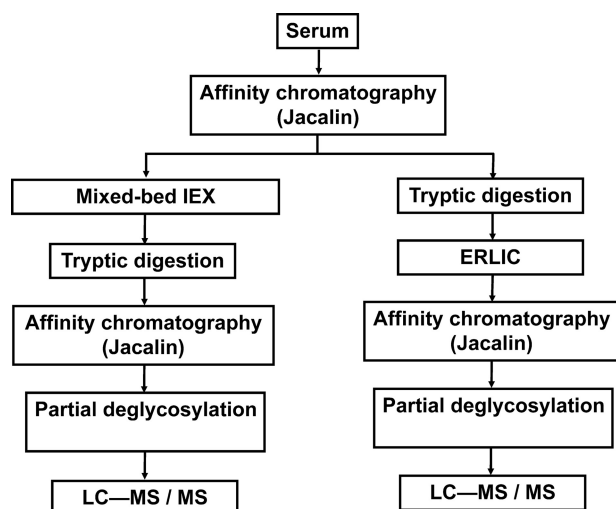 Serum
Affinity chromatography
(Jacalin)
Mixed-bed IEX
Tryptic digestion
Affinity chromatography
(Jacalin)
Partial deglycosylation
LC—MS / MS
Tryptic digestion
ERLIC
Affinity chromatography
(Jacalin)
Partial deglycosylation
LC—MS / MS